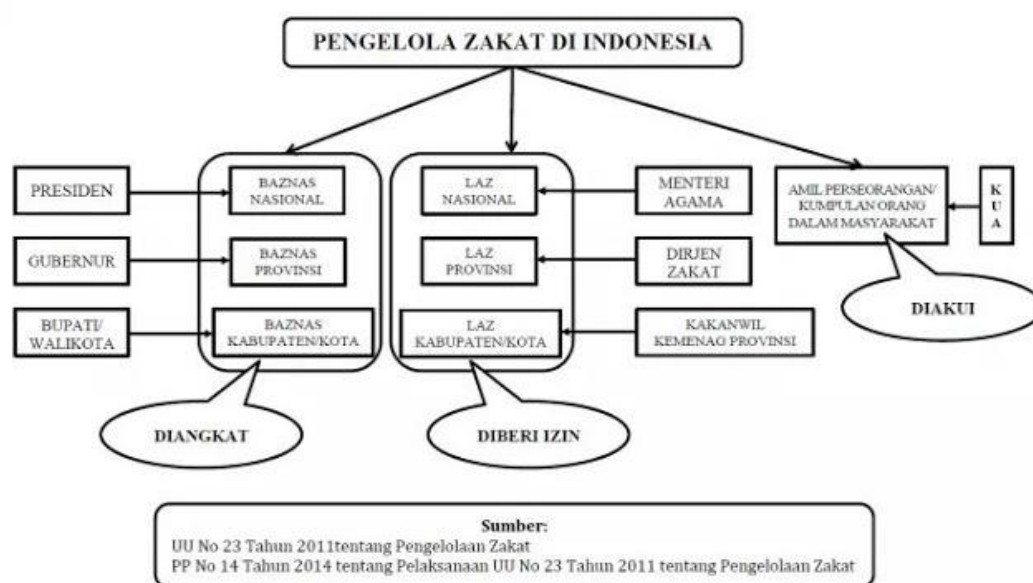 PENGELOLA ZAKAT DI INDONESIA
PRESIDEN
BAZNAS
NASIONAL
LAZ
NASIONAL
MENTERI
AGAMA
AMIL PERSEORANGAN/
KUMPULAN ORANG
DALAM MASYARAKAT
K
U
A
GUBERNUR
BAZNAS
PROVINSI
LAZ
PROVINSI
DIRJEN
ZAKAT
DIAKUI
BUPATI/
WALIKOTA
BAZNAS
KABUPATEN/KOTA
LAZ
KABUPATEN/KOTA
KAKANWIL
KEMENAG PROVINSI
DIANGKAT
DIBERI IZIN
Sumber:
UU No 23 Tahun 2011tentang Pengelolaan Zakat
PP No 14 Tahun 2014 tentang Pelaksanaan UU No 23 Tahun 2011 tentang Pengelolaan Zakat